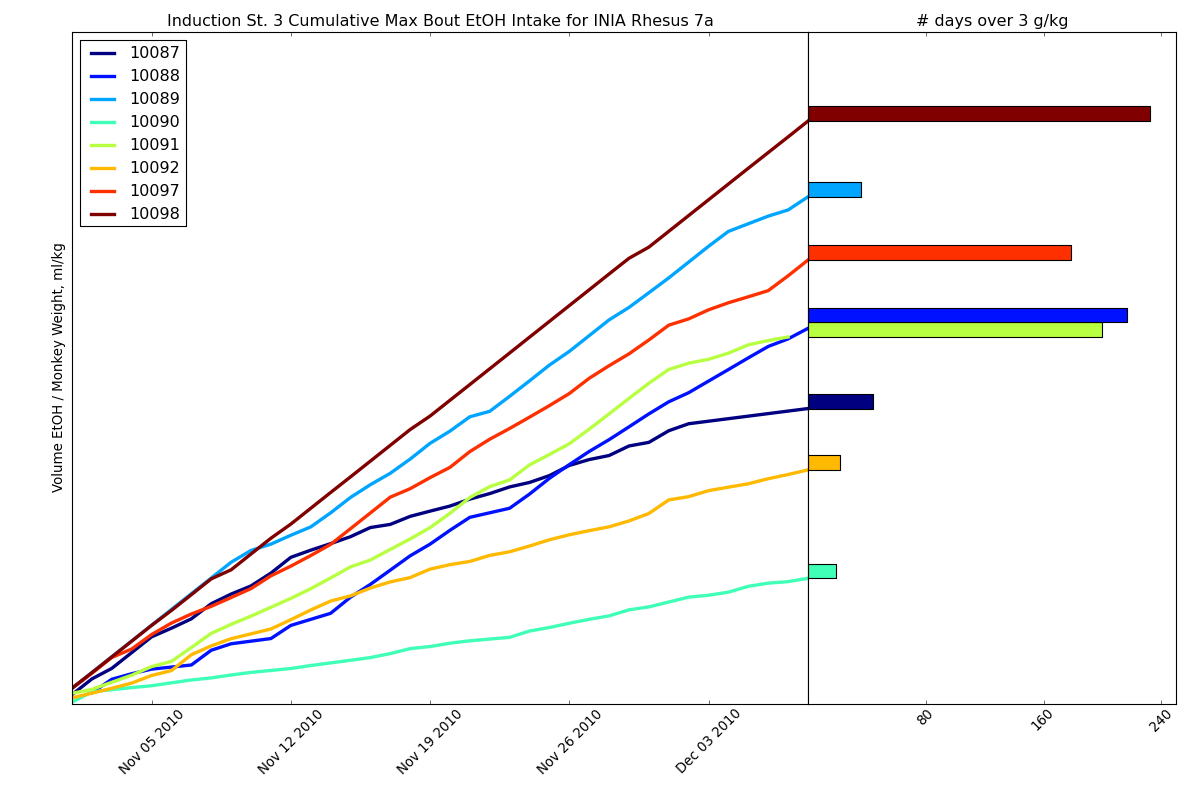 Induction St. 3 Cumulative Max Bout EtOH Intake for INIA Rhesus 7a
# days over 3 g/kg
10087
10088
10089
10090
10091
10092
10097
10098
Volume EtOH / Monkey Weight, ml/kg
Nov 05 2010
Nov 12 2010
Nov 19 2010
Nov 26 2010
Dec 03 2010
80
160
240